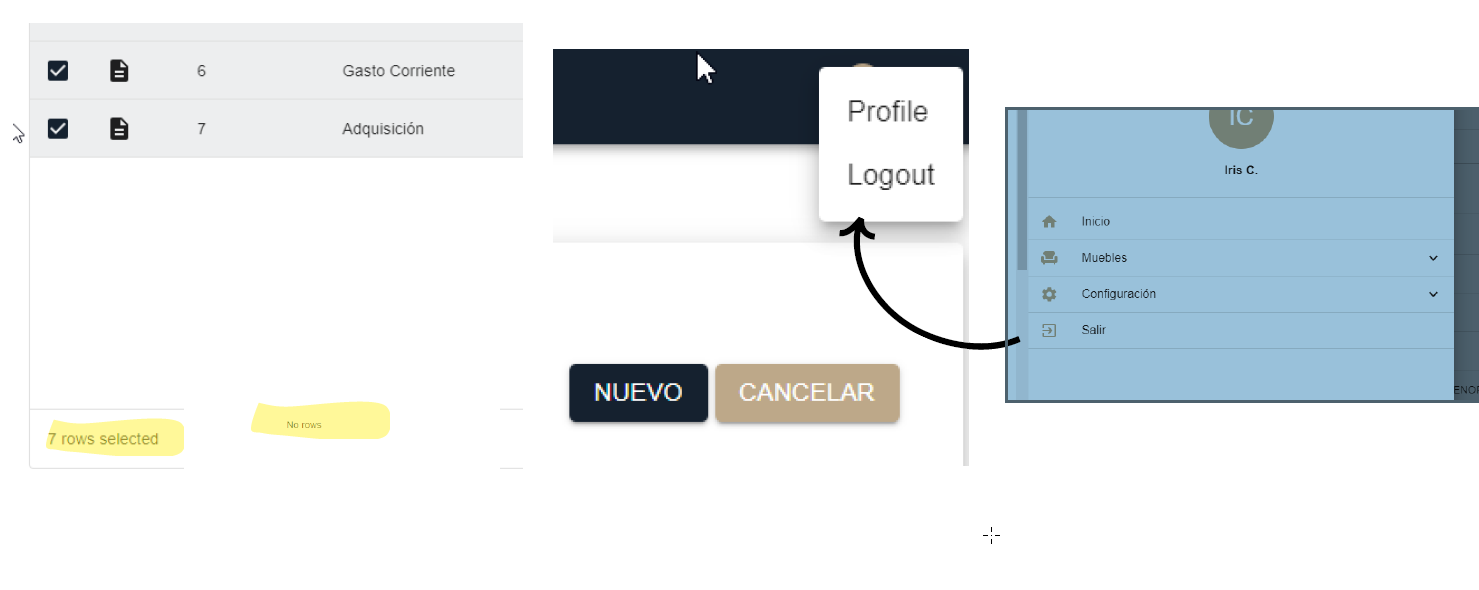 6 Gasto Corriente
7 Adquisición
7 rows selected
No rows
Profile
Logout
NUEVO CANCELAR
IC
Iris C.
Inicio
Muebles
Configuración
Salir